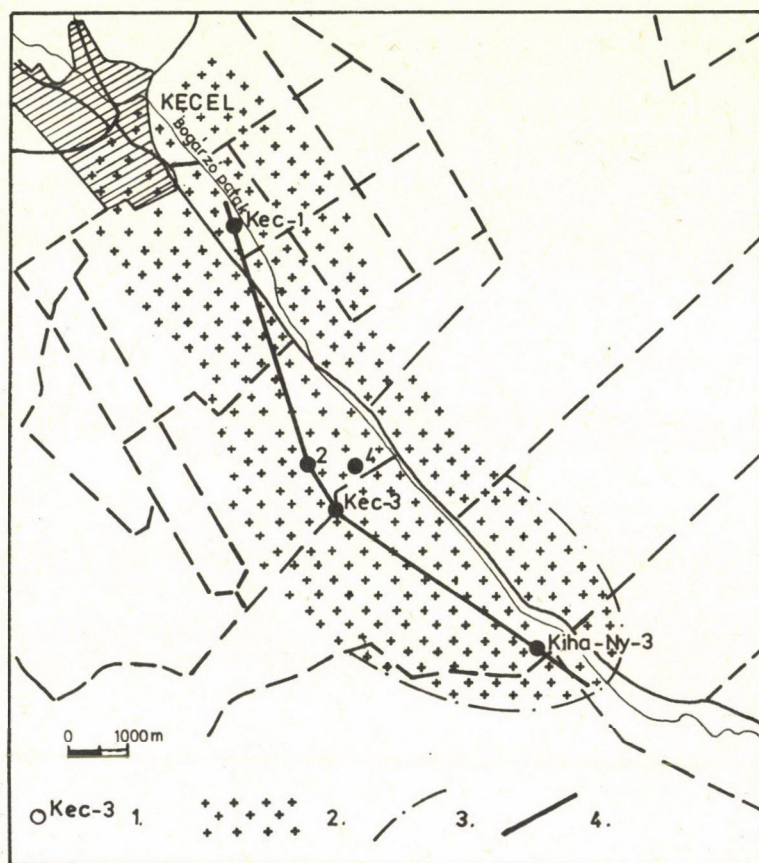 KECEL
Bogárzó patak
Kec-1
2
4
Kec-3
Kiha-Ny-3
0 1000m
Kec-3 1. 2. 3. 4.